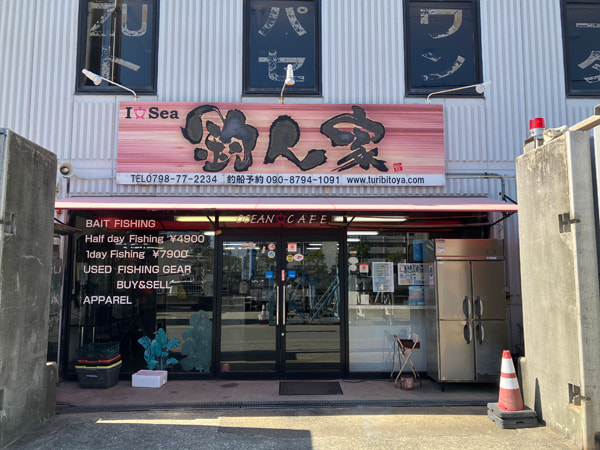 I Sea
釣人家
TEL0798-77-2234 釣船予約 090-8794-1091 www.turibitoya.com
OCEAN CAFE
BAIT FISHING
Half day Fishing ¥4900
1day Fishing ¥7900
USED FISHING GEAR
BUY&SELL
APPAREL